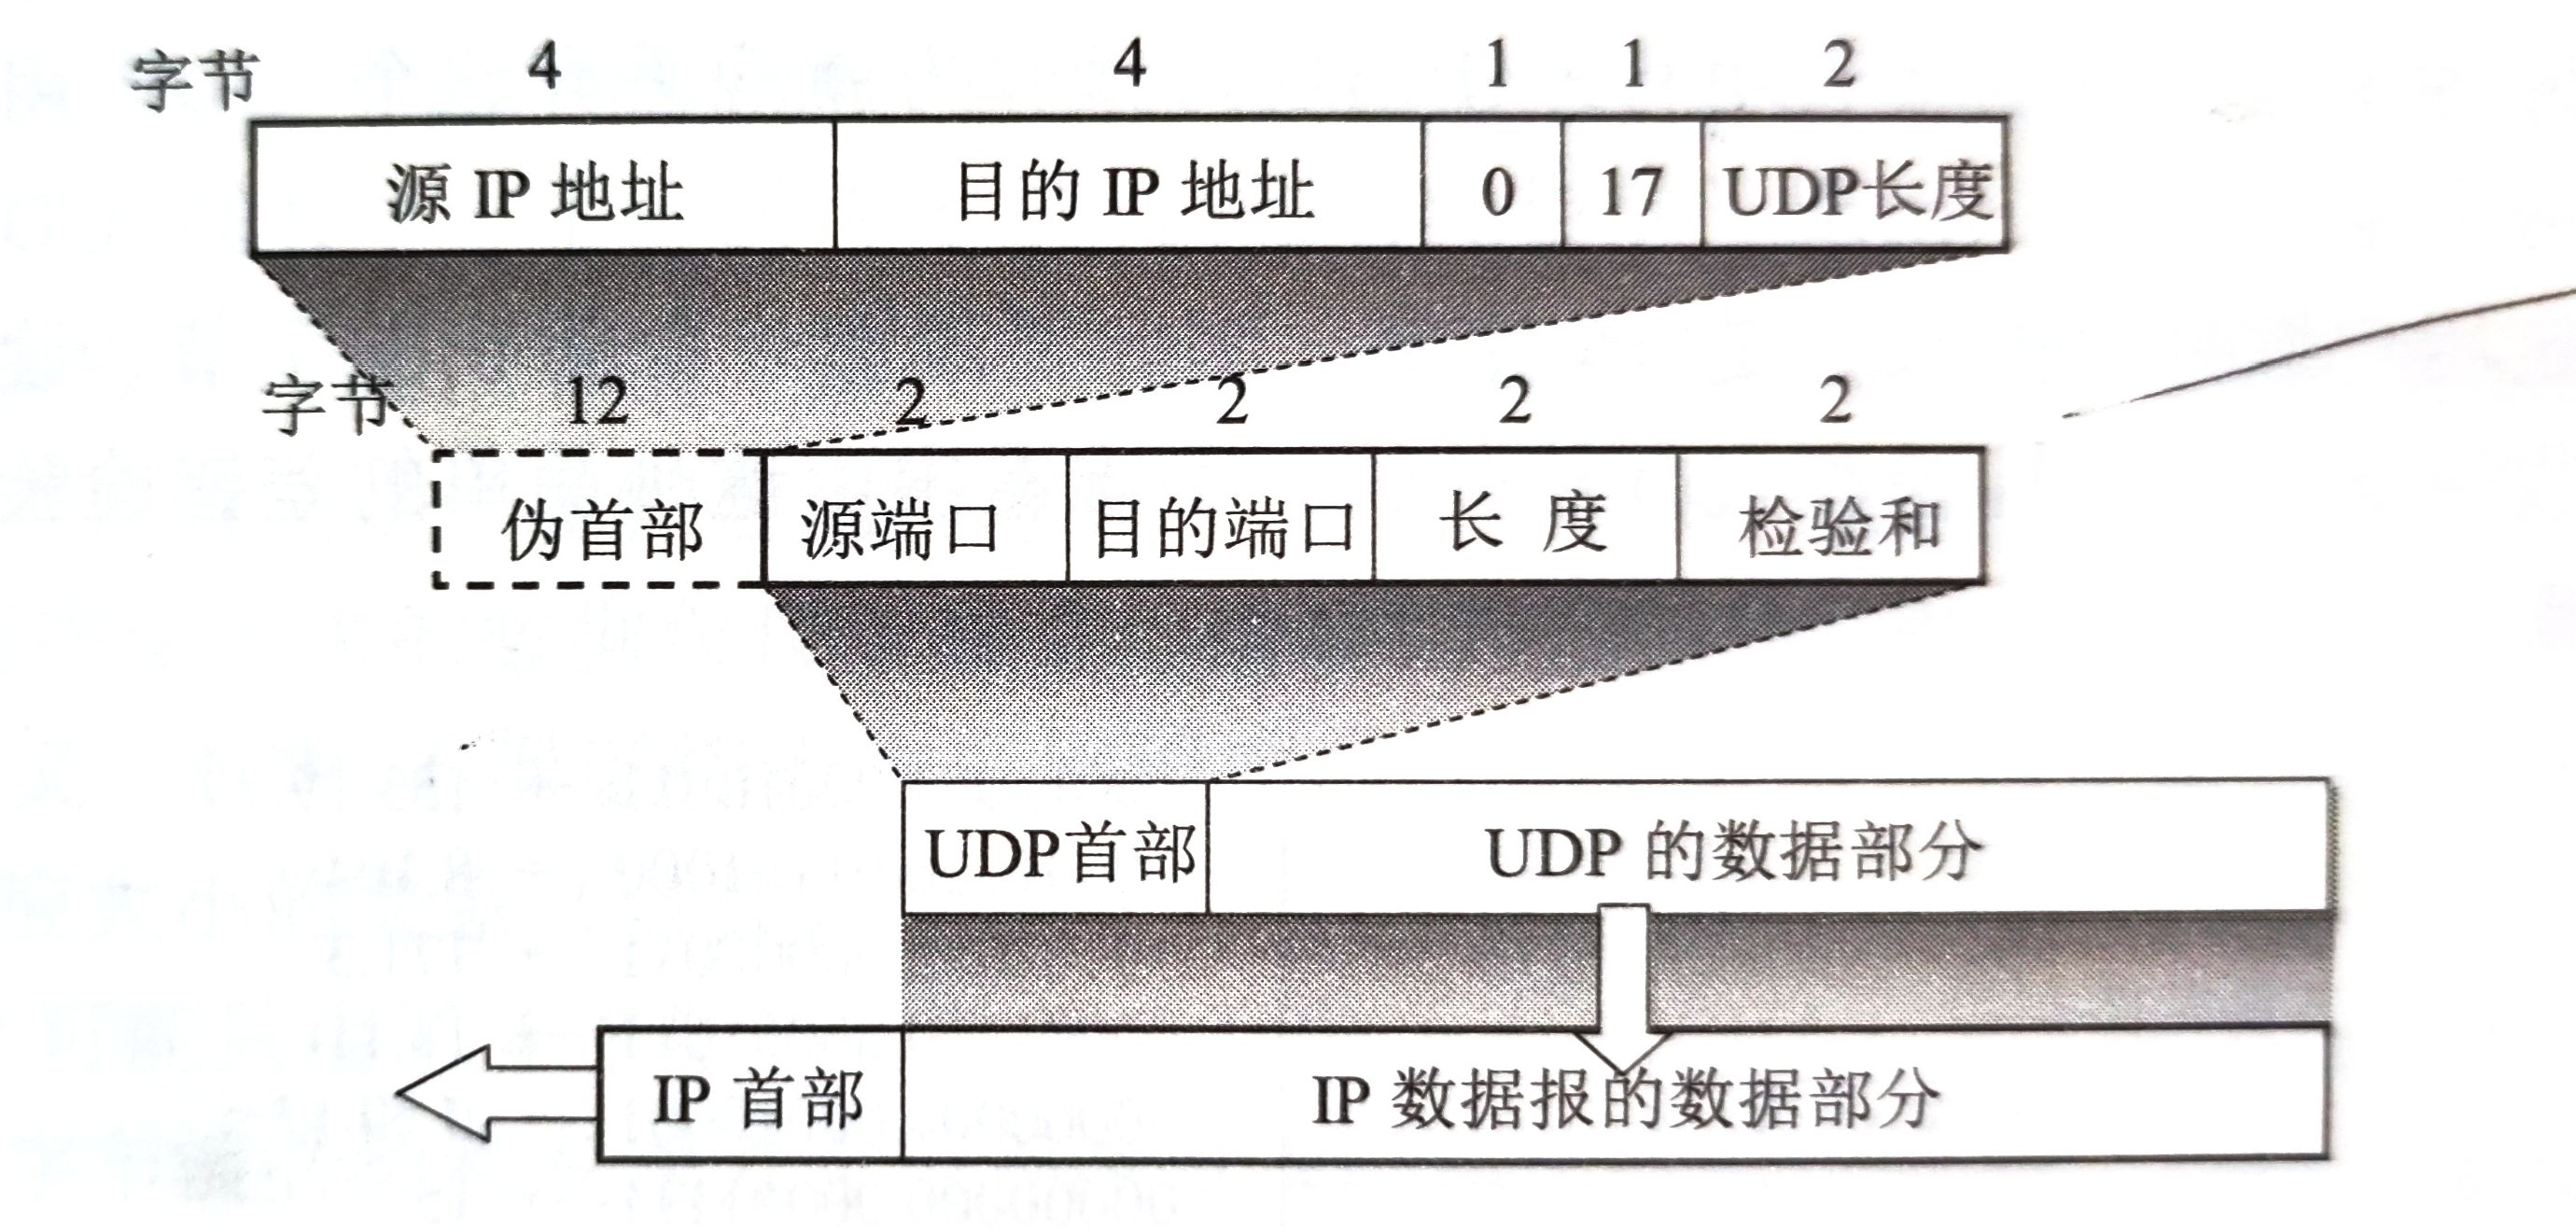 字节 4 4 1 1 2
源 IP 地址 目的 IP 地址 0 17 UDP长度
字节 12 2 2 2 2
伪首部 源端口 目的端口 长 度 检验和
UDP首部 UDP 的数据部分
IP 首部 IP 数据报的数据部分